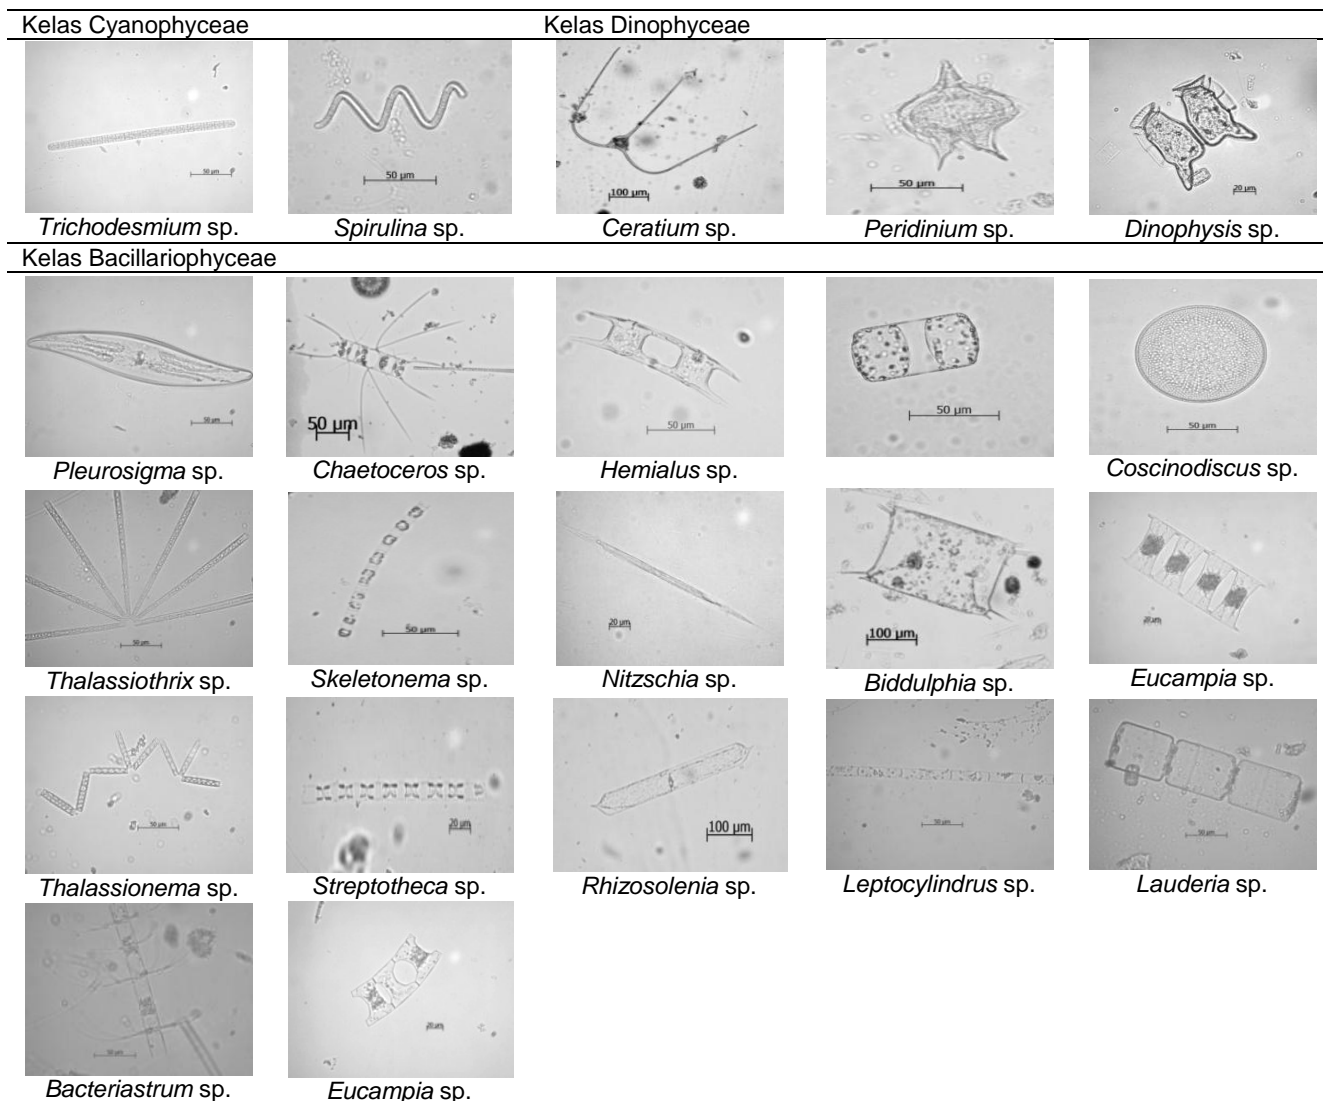 Kelas Cyanophyceae Kelas Dinophyceae
50 µm
50 µm
100 µm
50 µm
20 µm
Trichodesmium sp. Spirulina sp. Ceratium sp. Peridinium sp. Dinophysis sp.
Kelas Bacillariophyceae
50 µm
50 µm
50 µm
50 µm
50 µm
Pleurosigma sp. Chaetoceros sp. Hemialus sp. Coscinodiscus sp.
50 µm
50 µm
20 µm
100 µm
20 µm
Thalassiothrix sp. Skeletonema sp. Nitzschia sp. Biddulphia sp. Eucampia sp.
50 µm
20 µm
100 µm
50 µm
50 µm
Thalassionema sp. Streptotheca sp. Rhizosolenia sp. Leptocylindrus sp. Lauderia sp.
50 µm
20 µm
Bacteriastrum sp. Eucampia sp.